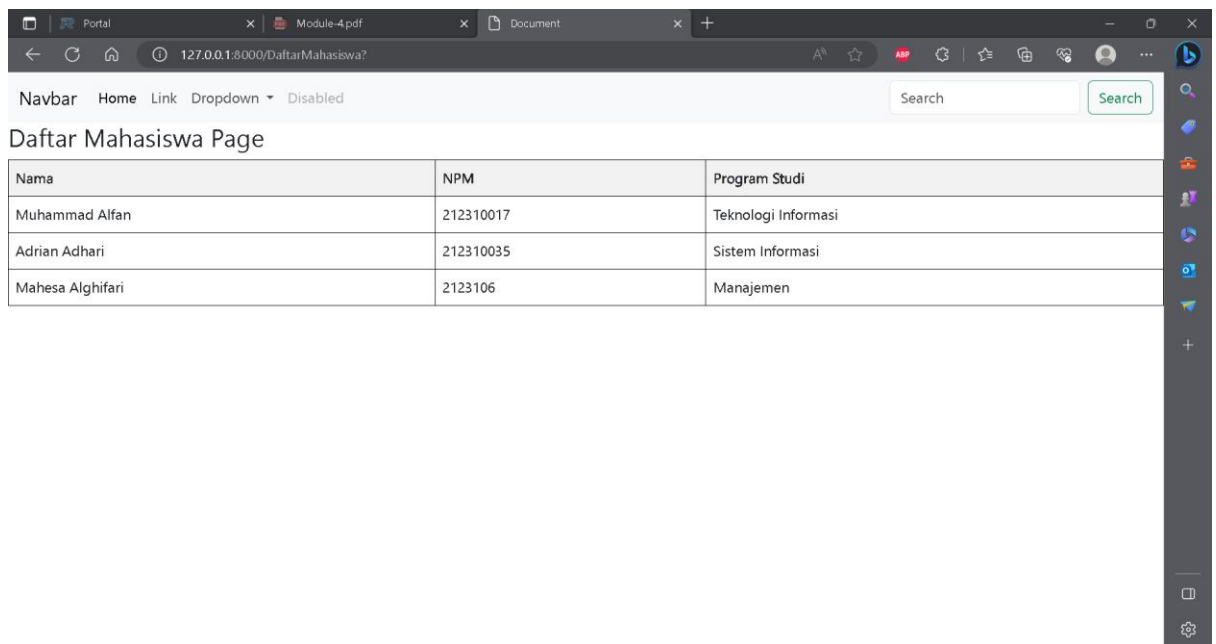 Portal Module-4.pdf Document
127.0.0.1:8000/DaftarMahasiswa? ABP
Navbar Home Link Dropdown Disabled Search Search
Daftar Mahasiswa Page
Nama NPM Program Studi
Muhammad Alfan 212310017 Teknologi Informasi
Adrian Adhari 212310035 Sistem Informasi
Mahesa Alghifari 2123106 Manajemen